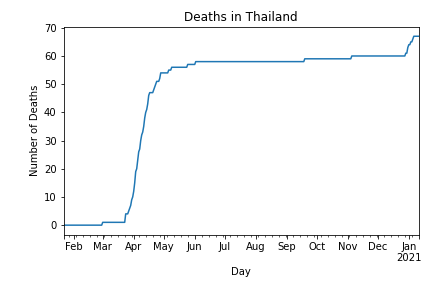 Deaths in Thailand
Number of Deaths
70
60
50
40
30
20
10
0
Feb Mar Apr May Jun Jul Aug Sep Oct Nov Dec Jan
2021
Day